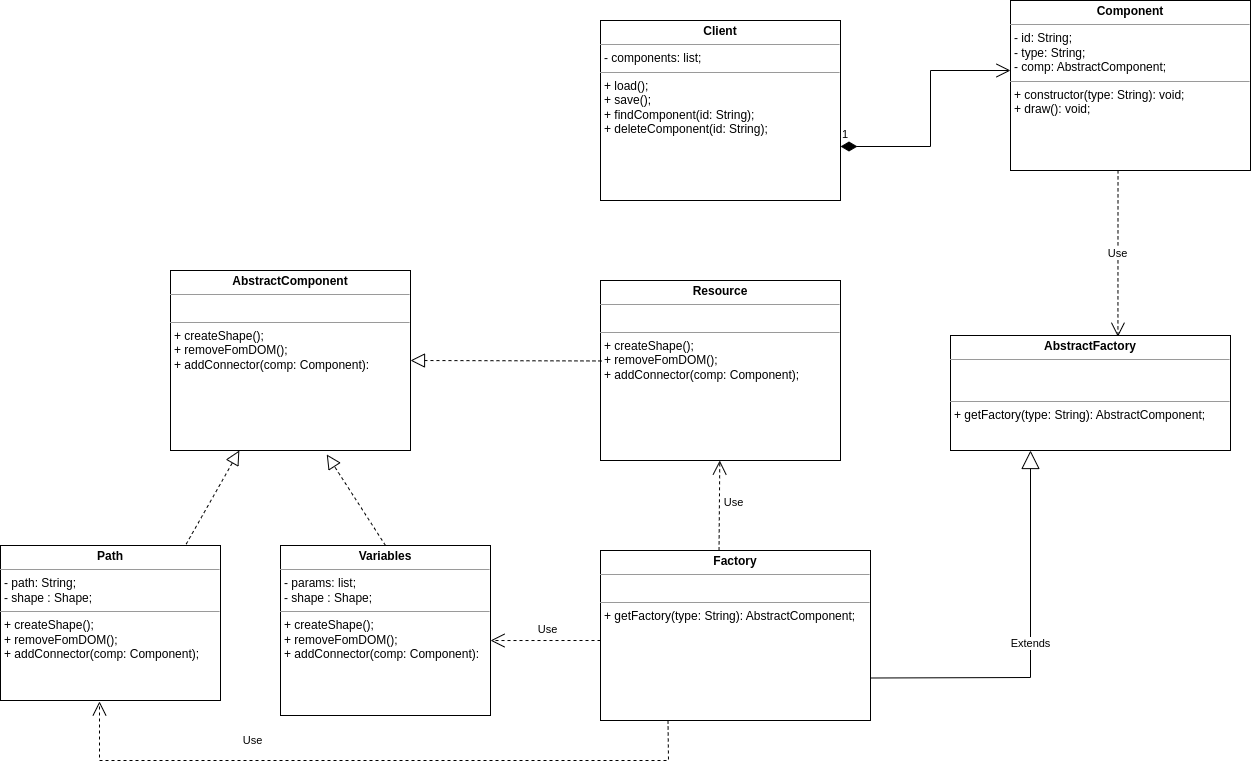 Component
- id: String;
- type: String;
- comp: AbstractComponent;
+ constructor(type: String): void;
+ draw(): void;
Client
- components: list;
+ load();
+ save();
+ findComponent(id: String);
+ deleteComponent(id: String);
1
Use
AbstractComponent
+ createShape();
+ removeFomDOM();
+ addConnector(comp: Component):
Resource
+ createShape();
+ removeFomDOM();
+ addConnector(comp: Component);
AbstractFactory
+ getFactory(type: String): AbstractComponent;
Use
Path
- path: String;
- shape : Shape;
+ createShape();
+ removeFomDOM();
+ addConnector(comp: Component);
Variables
- params: list;
- shape : Shape;
+ createShape();
+ removeFomDOM();
+ addConnector(comp: Component):
Use
Factory
+ getFactory(type: String): AbstractComponent;
Extends
Use